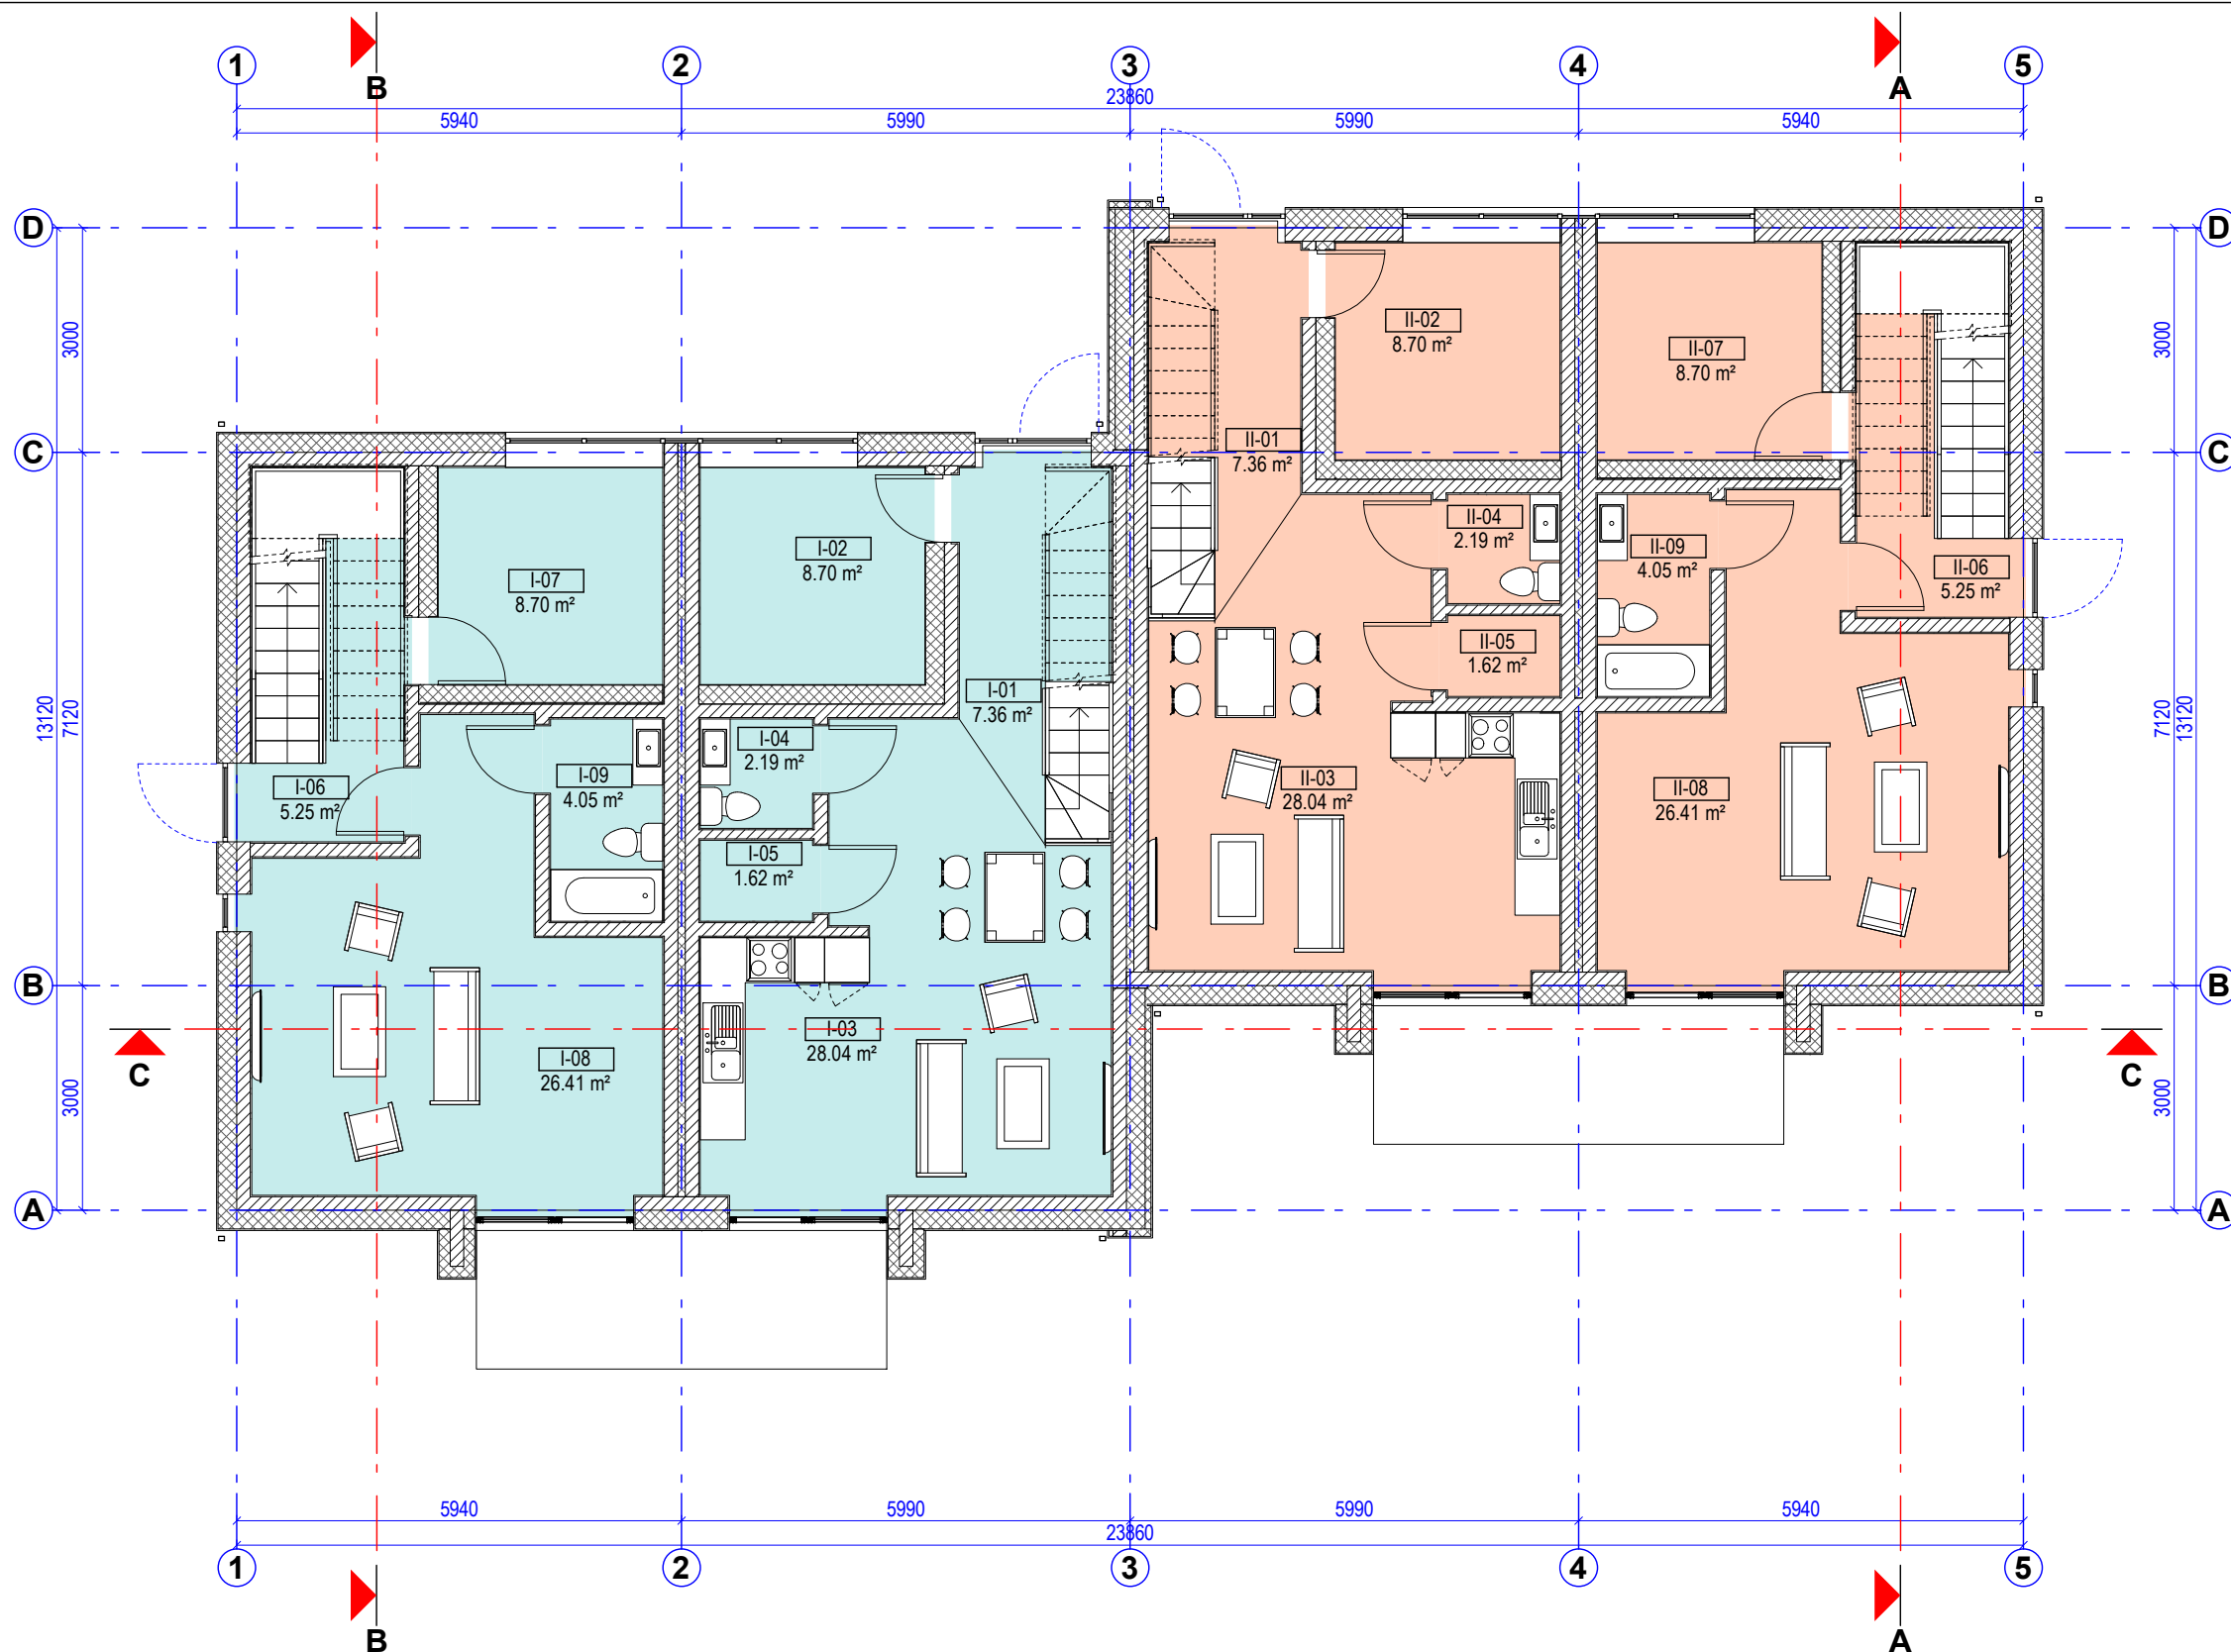 B
A
1
2
3
4
5
23860
5940
5990
5990
5940
D
D
3000
3000
II-02
8.70 m²
II-07
8.70 m²
C
C
II-01
7.36 m²
II-04
2.19 m²
I-02
8.70 m²
II-09
4.05 m²
II-06
5.25 m²
I-07
8.70 m²
II-05
1.62 m²
I-01
7.36 m²
13120
7120
7120
13120
I-04
2.19 m²
I-06
5.25 m²
I-09
4.05 m²
II-03
28.04 m²
II-08
26.41 m²
I-05
1.62 m²
B
B
I-03
28.04 m²
I-08
26.41 m²
C
C
3000
3000
A
A
5940
5990
5990
5940
23860
1
2
3
4
5
B
A